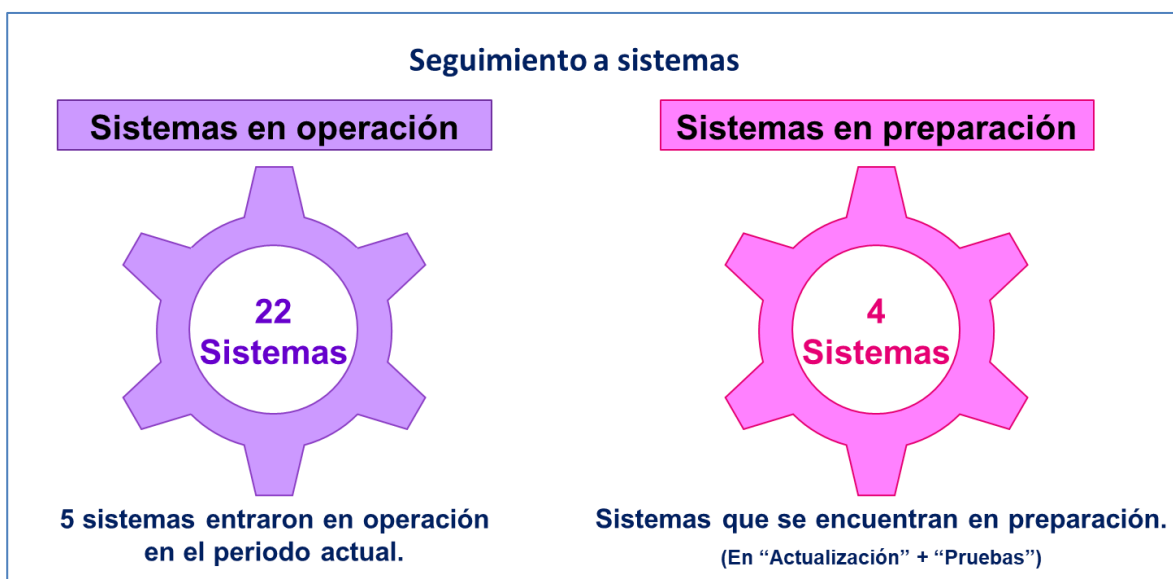 Seguimiento a sistemas
Sistemas en operación
22
Sistemas
5 sistemas entraron en operación
en el periodo actual.
Sistemas en preparación
4
Sistemas
Sistemas que se encuentran en preparación.
(En “Actualización” + “Pruebas”)